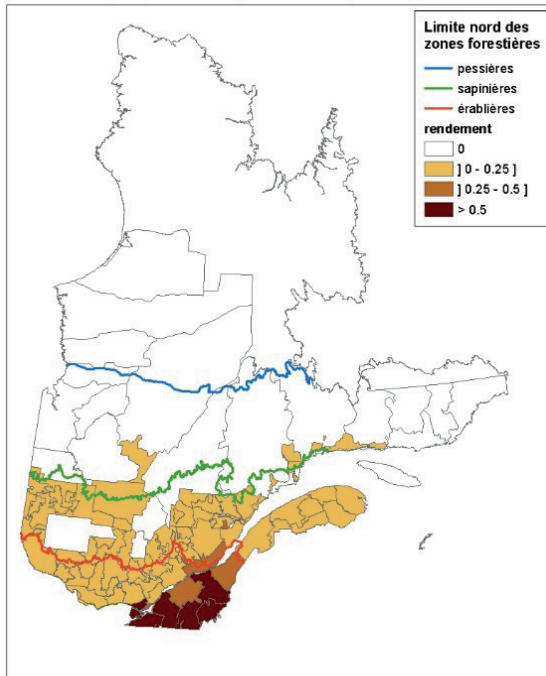 Limite nord des
zones forestières
pessières
sapinières
érablières
rendement
0
] 0 - 0.25 ]
] 0.25 - 0.5 ]
> 0.5